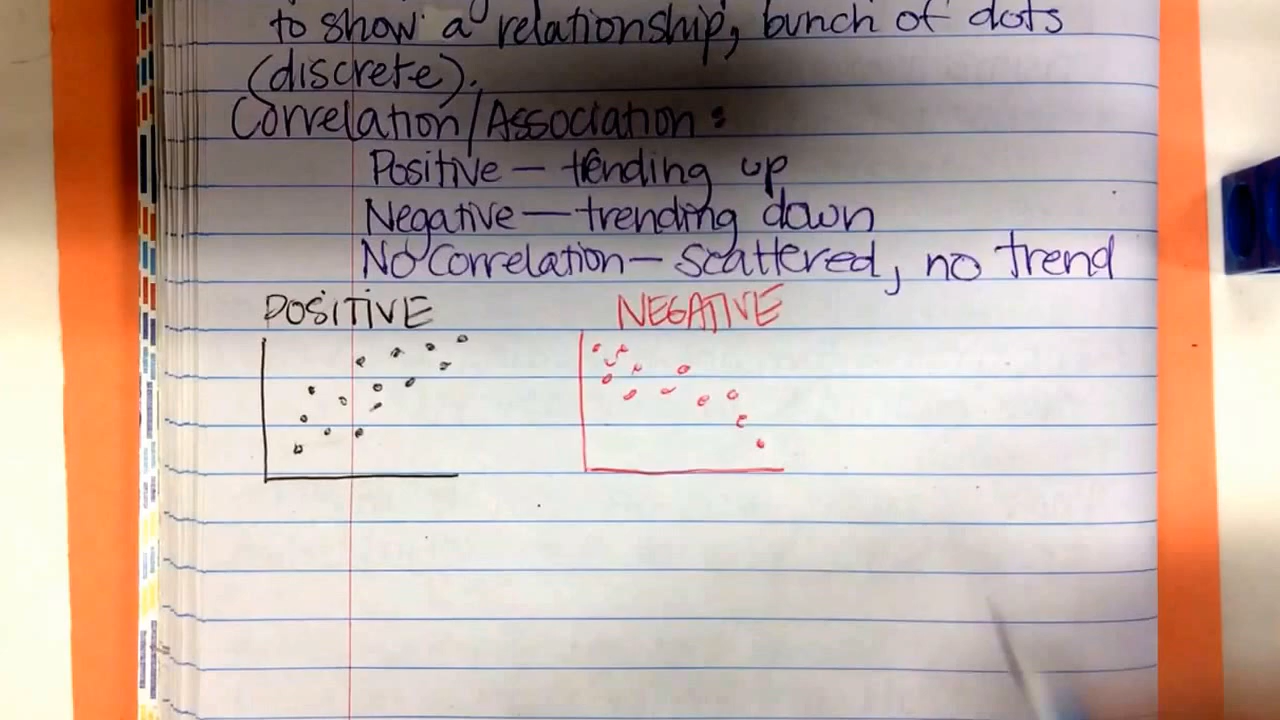 to show a relationship, bunch of dots
(discrete).
Correlation/Association:
Positive — tending up
Negative — trending down
No Correlation — scattered, no trend
POSITIVE NEGATIVE